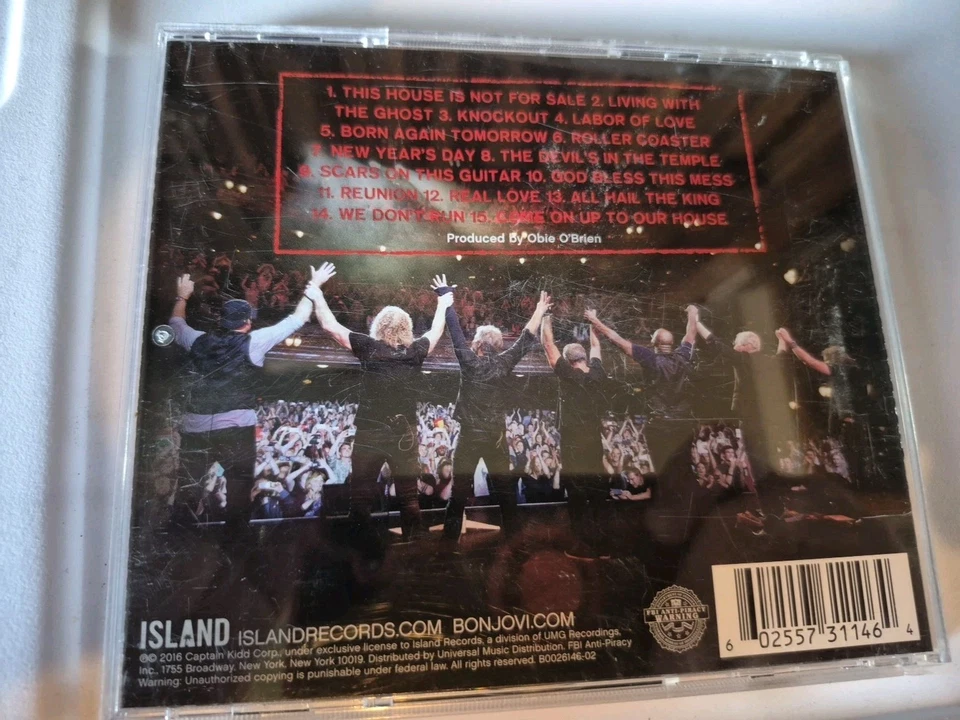 1. THIS HOUSE IS NOT FOR SALE 2. LIVING WITH
THE GHOST 3. KNOCKOUT 4. LABOR OF LOVE
5. BORN AGAIN TOMORROW 6. ROLLER COASTER
7. NEW YEAR'S DAY 8. THE DEVIL'S IN THE TEMPLE
9. SCARS ON THIS GUITAR 10. GOD BLESS THIS MESS
11. REUNION 12. REAL LOVE 13. ALL HAIL THE KING
14. WE DON'T RUN 15. COME ON UP TO OUR HOUSE
Produced By Obie O'Brien
ISLAND ISLANDRECORDS.COM BONJOVI.COM
℗© 2016 Captain Kidd Corp., under exclusive license to Island Records, a division of UMG Recordings,
Inc., 1755 Broadway, New York, New York 10019. Distributed by Universal Music Distribution. FBI Anti-Piracy
Warning: Unauthorized copying is punishable under federal law. All rights reserved. B0026146-02
FBI ANTI-PIRACY
WARNING
6 02557 31146 4